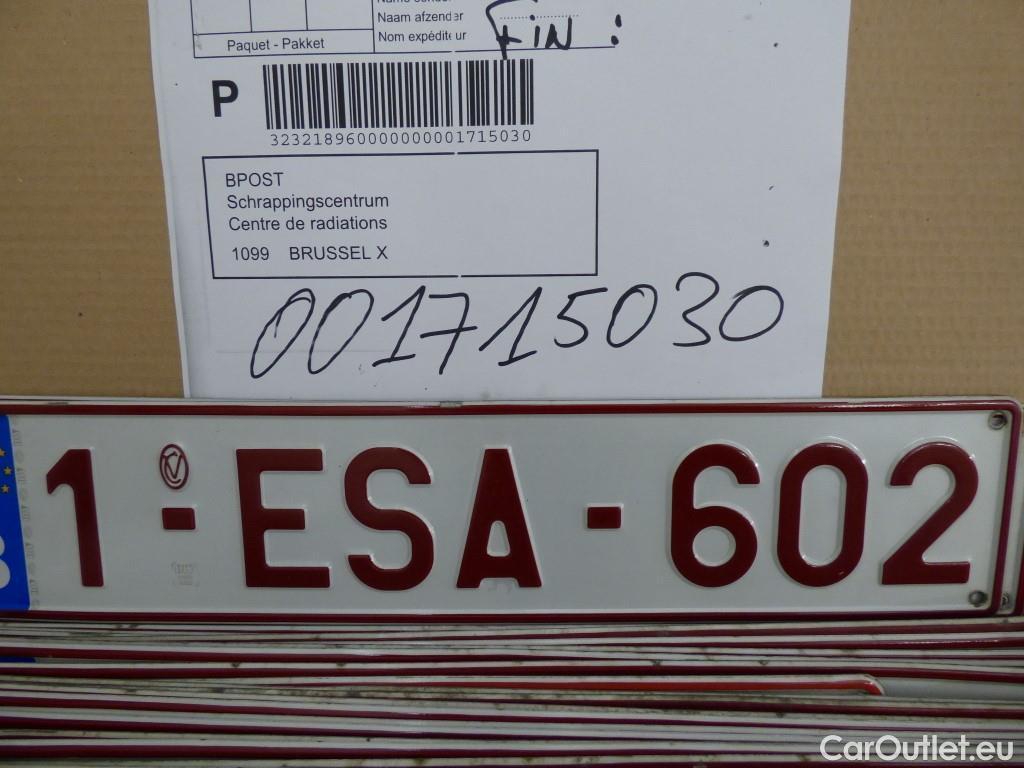 Naam afzender
Paquet - Pakket
Nom expéditeur
FIN :
P
323218960000000001715030
BPOST
Schrappingscentrum
Centre de radiations
1099 BRUSSEL X
001715030
1-ESA-602
CarOutlet.eu